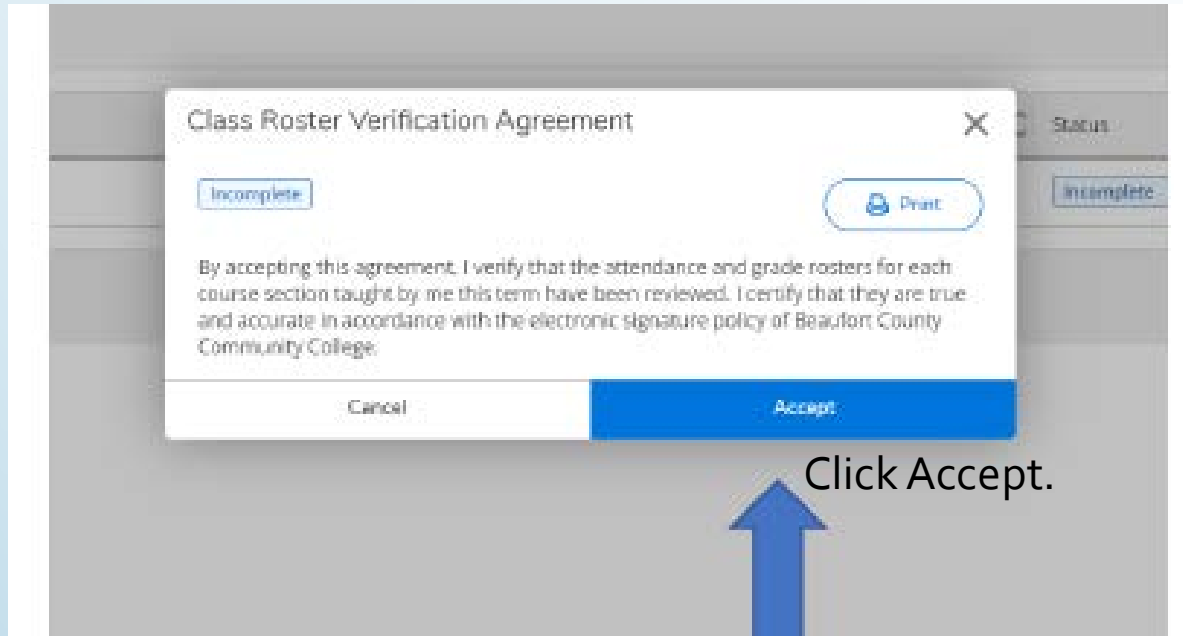 Class Roster Verification Agreement
Status
Incomplete
Print
Incomplete
By accepting this agreement, I verify that the attendance and grade rosters for each
course section taught by me this term have been reviewed. I certify that they are true
and accurate in accordance with the electronic signature policy of Beaufort County
Community College.
Cancel
Accept
Click Accept.